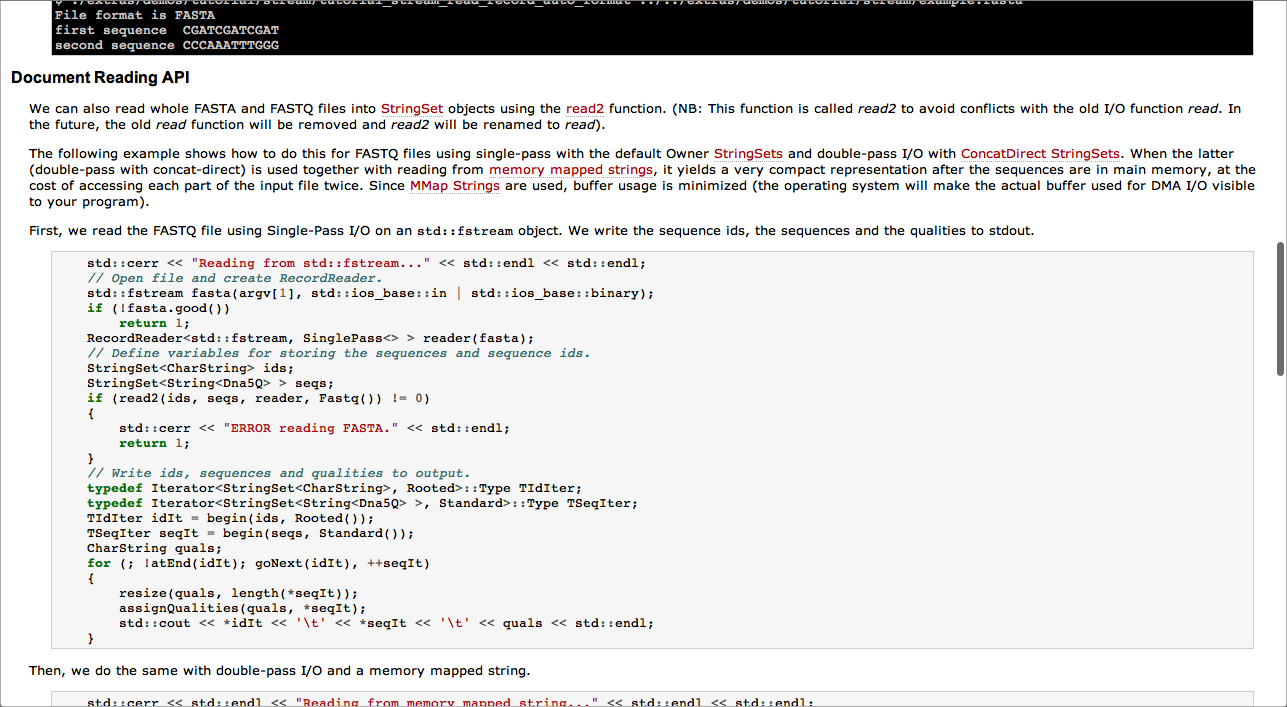 $ ./extras/demos/tutorial/stream/tutorial_stream_read_record_auto_format ../../extras/demos/tutorial/stream/example.fasta
File format is FASTA
first sequence  CGATCGATCGAT
second sequence CCCAAATTTGGG
Document Reading API
We can also read whole FASTA and FASTQ files into StringSet objects using the read2 function. (NB: This function is called read2 to avoid conflicts with the old I/O function read. In
the future, the old read function will be removed and read2 will be renamed to read).
The following example shows how to do this for FASTQ files using single-pass with the default Owner StringSets and double-pass I/O with ConcatDirect StringSets. When the latter
(double-pass with concat-direct) is used together with reading from memory mapped strings, it yields a very compact representation after the sequences are in main memory, at the
cost of accessing each part of the input file twice. Since MMap Strings are used, buffer usage is minimized (the operating system will make the actual buffer used for DMA I/O visible
to your program).
First, we read the FASTQ file using Single-Pass I/O on an std::fstream object. We write the sequence ids, the sequences and the qualities to stdout.
std::cerr << "Reading from std::fstream..." << std::endl << std::endl;
// Open file and create RecordReader.
std::fstream fasta(argv[1], std::ios_base::in | std::ios_base::binary);
if (!fasta.good())
    return 1;
RecordReader<std::fstream, SinglePass<> > reader(fasta);
// Define variables for storing the sequences and sequence ids.
StringSet<CharString> ids;
StringSet<String<Dna5Q> > seqs;
if (read2(ids, seqs, reader, Fastq()) != 0)
{
    std::cerr << "ERROR reading FASTA." << std::endl;
    return 1;
}
// Write ids, sequences and qualities to output.
typedef Iterator<StringSet<CharString>, Rooted>::Type TIdIter;
typedef Iterator<StringSet<String<Dna5Q> >, Standard>::Type TSeqIter;
TIdIter idIt = begin(ids, Rooted());
TSeqIter seqIt = begin(seqs, Standard());
CharString quals;
for (; !atEnd(idIt); goNext(idIt), ++seqIt)
{
    resize(quals, length(*seqIt));
    assignQualities(quals, *seqIt);
    std::cout << *idIt << '\t' << *seqIt << '\t' << quals << std::endl;
}
Then, we do the same with double-pass I/O and a memory mapped string.
std::cerr << std::endl << "Reading from memory mapped string..." << std::endl << std::endl;